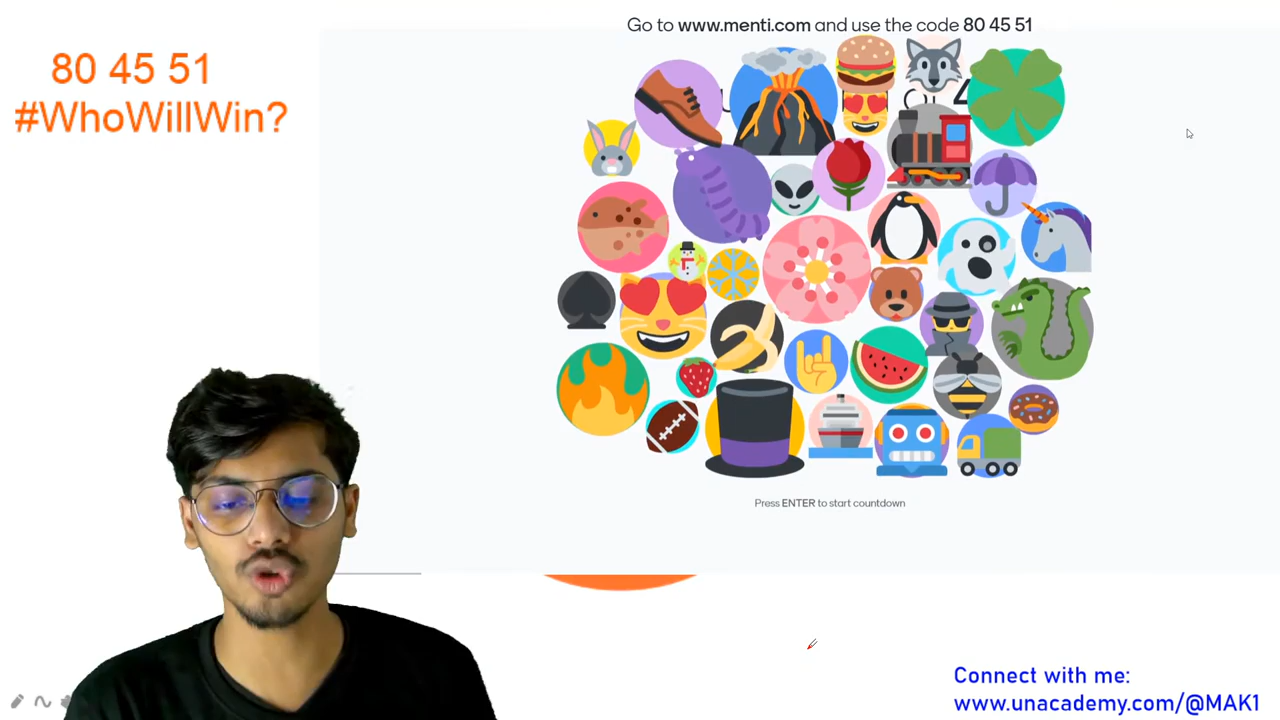 Go to www.menti.com and use the code 80 45 51
80 45 51
#WhoWillWin?
Press ENTER to start countdown
Connect with me:
www.unacademy.com/@MAK1